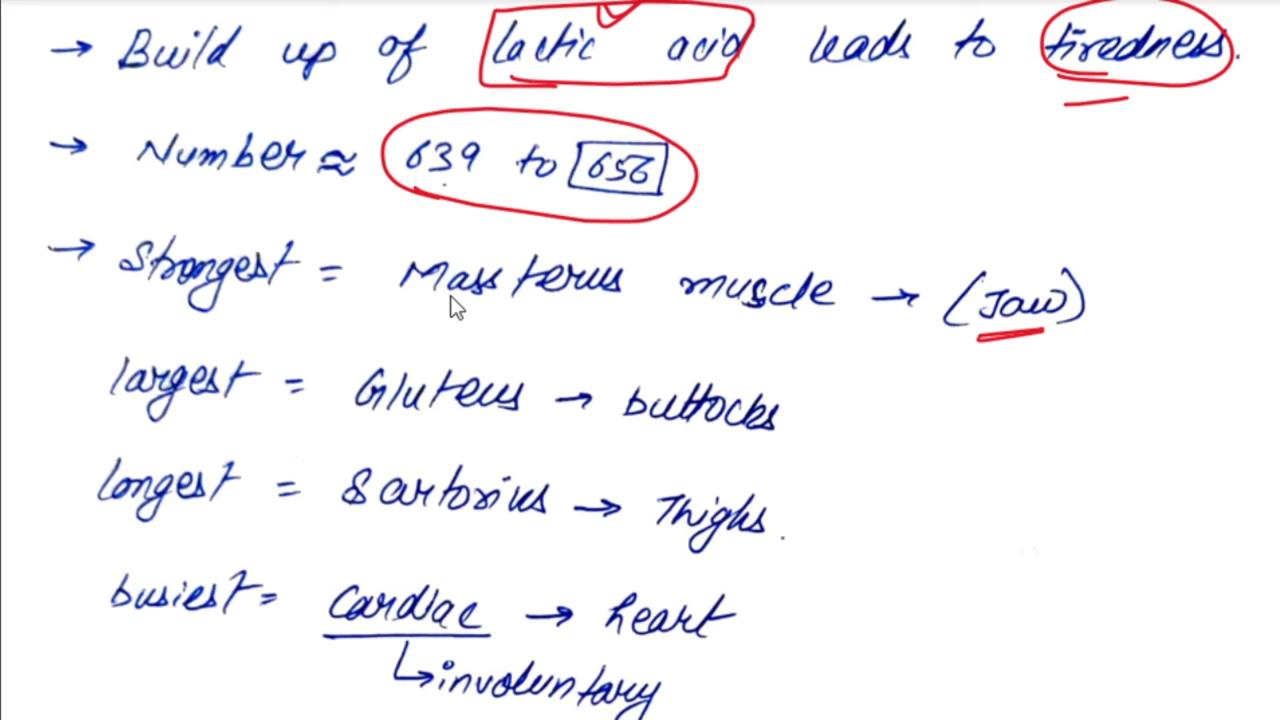 → Build up of lactic acid leads to tiredness.
→ Number ≈ 639 to 656
→ Strongest = Massterus muscle → (Jaw)
largest = Gluteus → buttocks
longest = Sartorius → Thighs.
busiest = Cardiac → heart
↳ involuntary